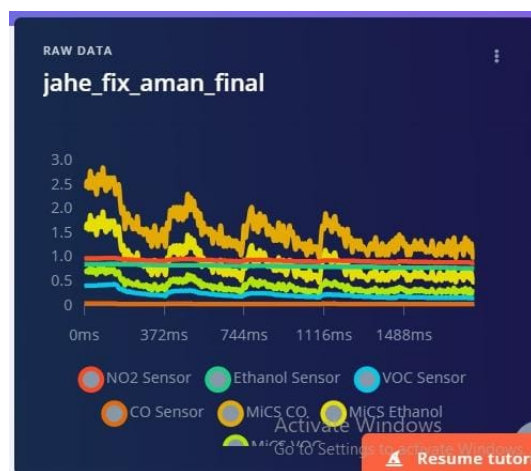 RAW DATA
jahe_fix_aman_final
3.0
2.5
2.0
1.5
1.0
0.5
0
0ms 372ms 744ms 1116ms 1488ms
NO2 Sensor Ethanol Sensor VOC Sensor
CO Sensor MiCS CO MiCS Ethanol
Activate Windows
MiCS VOC
Go to Settings to activate Windows
Resume tutor